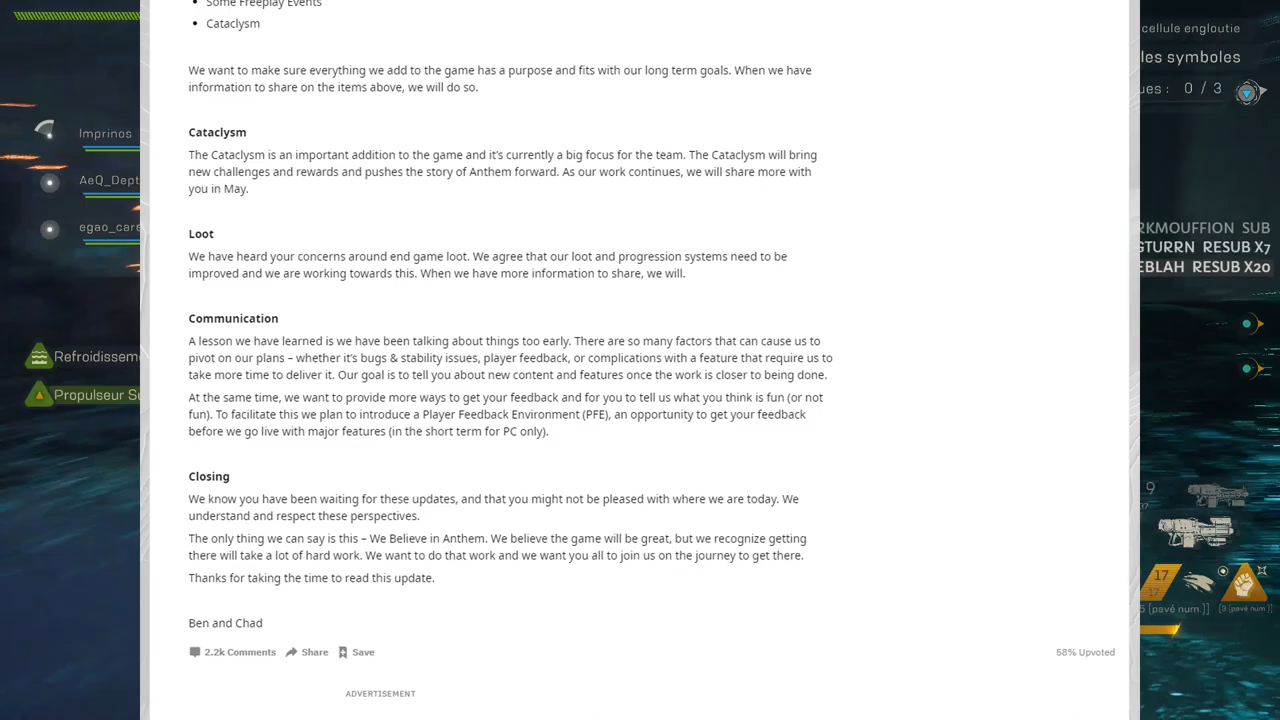 Some Freeplay Events
Cataclysm
We want to make sure everything we add to the game has a purpose and fits with our long term goals. When we have
information to share on the items above, we will do so.
Cataclysm
The Cataclysm is an important addition to the game and it's currently a big focus for the team. The Cataclysm will bring
new challenges and rewards and pushes the story of Anthem forward. As our work continues, we will share more with
you in May.
Loot
We have heard your concerns around end game loot. We agree that our loot and progression systems need to be
improved and we are working towards this. When we have more information to share, we will.
Communication
A lesson we have learned is we have been talking about things too early. There are so many factors that can cause us to
pivot on our plans – whether it's bugs & stability issues, player feedback, or complications with a feature that require us to
take more time to deliver it. Our goal is to tell you about new content and features once the work is closer to being done.
At the same time, we want to provide more ways to get your feedback and for you to tell us what you think is fun (or not
fun). To facilitate this we plan to introduce a Player Feedback Environment (PFE), an opportunity to get your feedback
before we go live with major features (in the short term for PC only).
Closing
We know you have been waiting for these updates, and that you might not be pleased with where we are today. We
understand and respect these perspectives.
The only thing we can say is this – We Believe in Anthem. We believe the game will be great, but we recognize getting
there will take a lot of hard work. We want to do that work and we want you all to join us on the journey to get there.
Thanks for taking the time to read this update.
Ben and Chad
2.2k Comments Share Save
58% Upvoted
ADVERTISEMENT
Imprinos
AeQ_Dept
egao_care
Refroidissem
Propulseur S
cellule engloutie
les symboles
ues : 0 / 3
RKMOUFFION SUB
GTURRN RESUB X7
EBLAH RESUB X20
9
17
[pavé num.]]
[9 (pavé num.)]